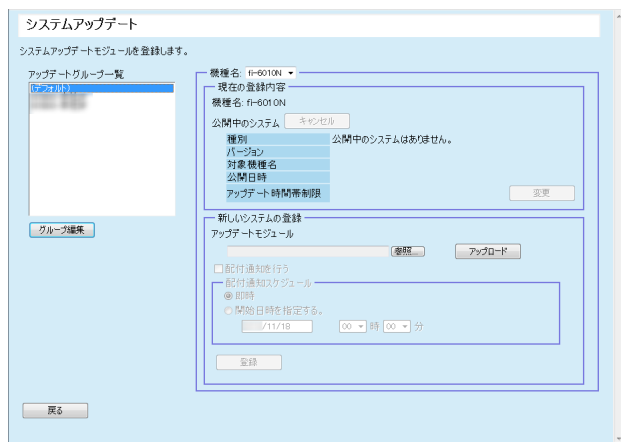 システムアップデート
システムアップデートモジュールを登録します。
アップデートグループ一覧
(デフォルト)
グループ編集
機種名: fi-6010N
現在の登録内容
機種名: fi-6010N
公開中のシステム キャンセル
種別 公開中のシステムはありません。
バージョン
対象機種名
公開日時
アップデート時間帯制限 変更
新しいシステムの登録
アップデートモジュール
参照... アップロード
配付通知を行う
配付通知スケジュール
即時
開始日時を指定する。
/11/18 00 時 00 分
登録
戻る